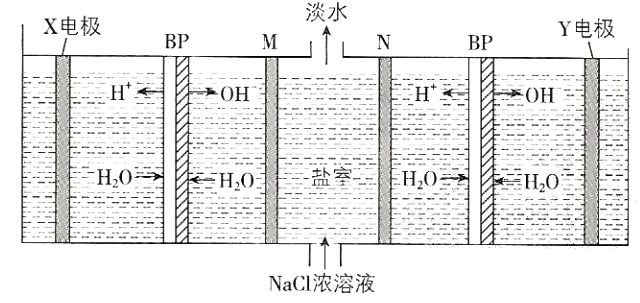 淡水
X电极 BP M N BP Y电极
H⁺ OH H⁺ OH
H₂O H₂O 盐室 H₂O H₂O
NaCl浓溶液